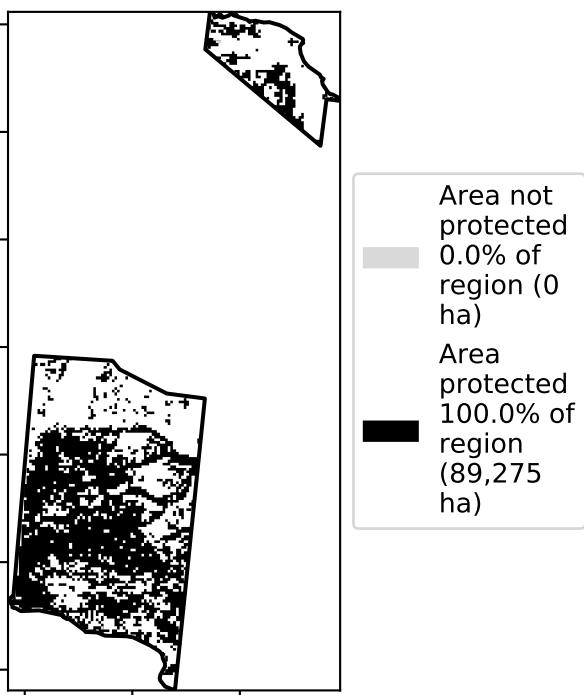 Area not
protected
0.0% of
region (0
ha)
Area
protected
100.0% of
region
(89,275
ha)